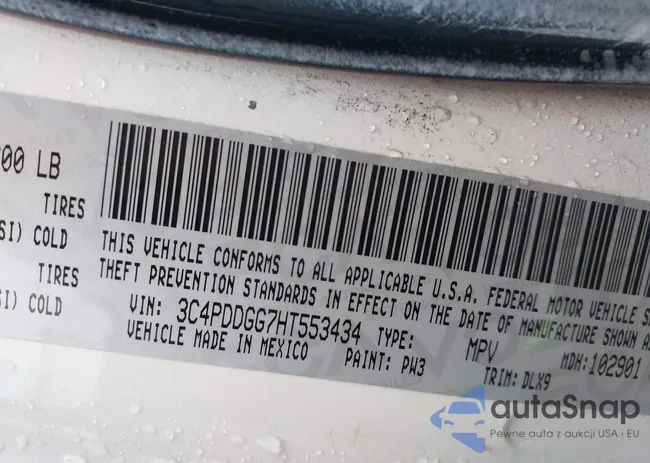 00 LB
TIRES
SI) COLD
TIRES
SI) COLD
THIS VEHICLE CONFORMS TO ALL APPLICABLE U.S.A. FEDERAL MOTOR VEHICLE S
THEFT PREVENTION STANDARDS IN EFFECT ON THE DATE OF MANUFACTURE SHOWN A
VIN: 3C4PDDGG7HT553434 TYPE: MPV MDH: 102901
VEHICLE MADE IN MEXICO PAINT: PW3 TRIM: DLX9
autaSnap
Pewne auta z aukcji USA i EU